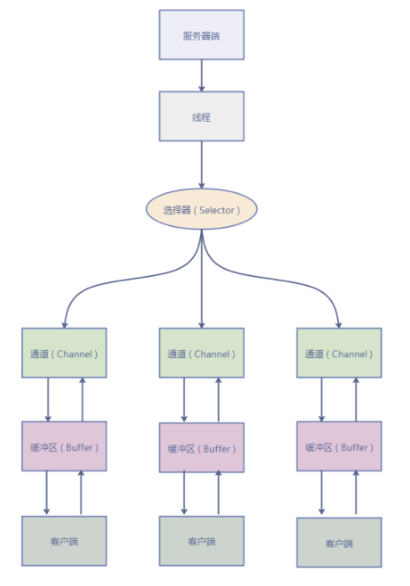 服务器端
线程
选择器 ( Selector )
通道 ( Channel )
通道 ( Channel )
通道 ( Channel )
缓冲区 ( Buffer )
缓冲区 ( Buffer )
缓冲区 ( Buffer )
客户端
客户端
客户端